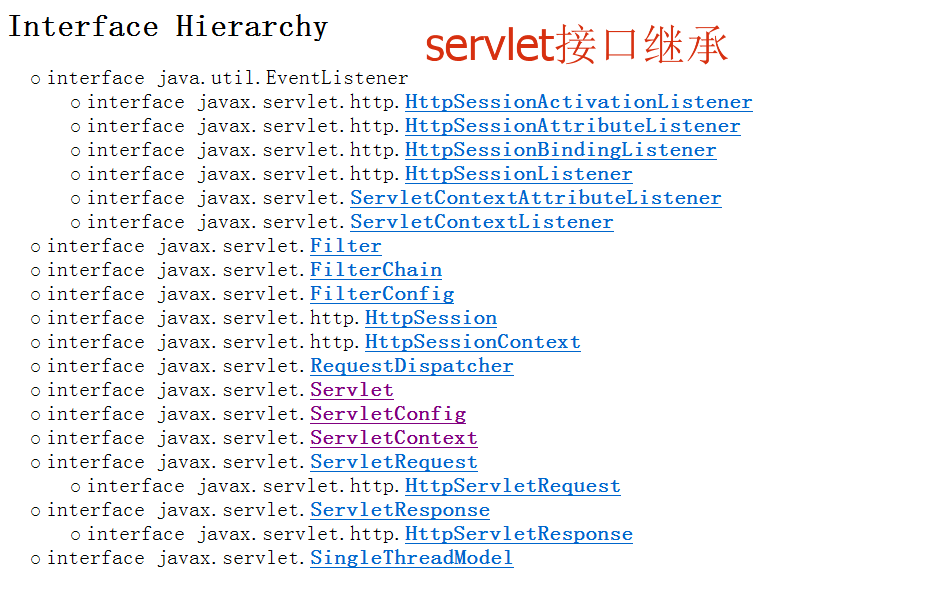 Interface Hierarchy
servlet接口继承
○ interface java.util.EventListener
○ interface javax.servlet.http.HttpSessionActivationListener
○ interface javax.servlet.http.HttpSessionAttributeListener
○ interface javax.servlet.http.HttpSessionBindingListener
○ interface javax.servlet.http.HttpSessionListener
○ interface javax.servlet.ServletContextAttributeListener
○ interface javax.servlet.ServletContextListener
○ interface javax.servlet.Filter
○ interface javax.servlet.FilterChain
○ interface javax.servlet.FilterConfig
○ interface javax.servlet.http.HttpSession
○ interface javax.servlet.http.HttpSessionContext
○ interface javax.servlet.RequestDispatcher
○ interface javax.servlet.Servlet
○ interface javax.servlet.ServletConfig
○ interface javax.servlet.ServletContext
○ interface javax.servlet.ServletRequest
○ interface javax.servlet.http.HttpServletRequest
○ interface javax.servlet.ServletResponse
○ interface javax.servlet.http.HttpServletResponse
○ interface javax.servlet.SingleThreadModel